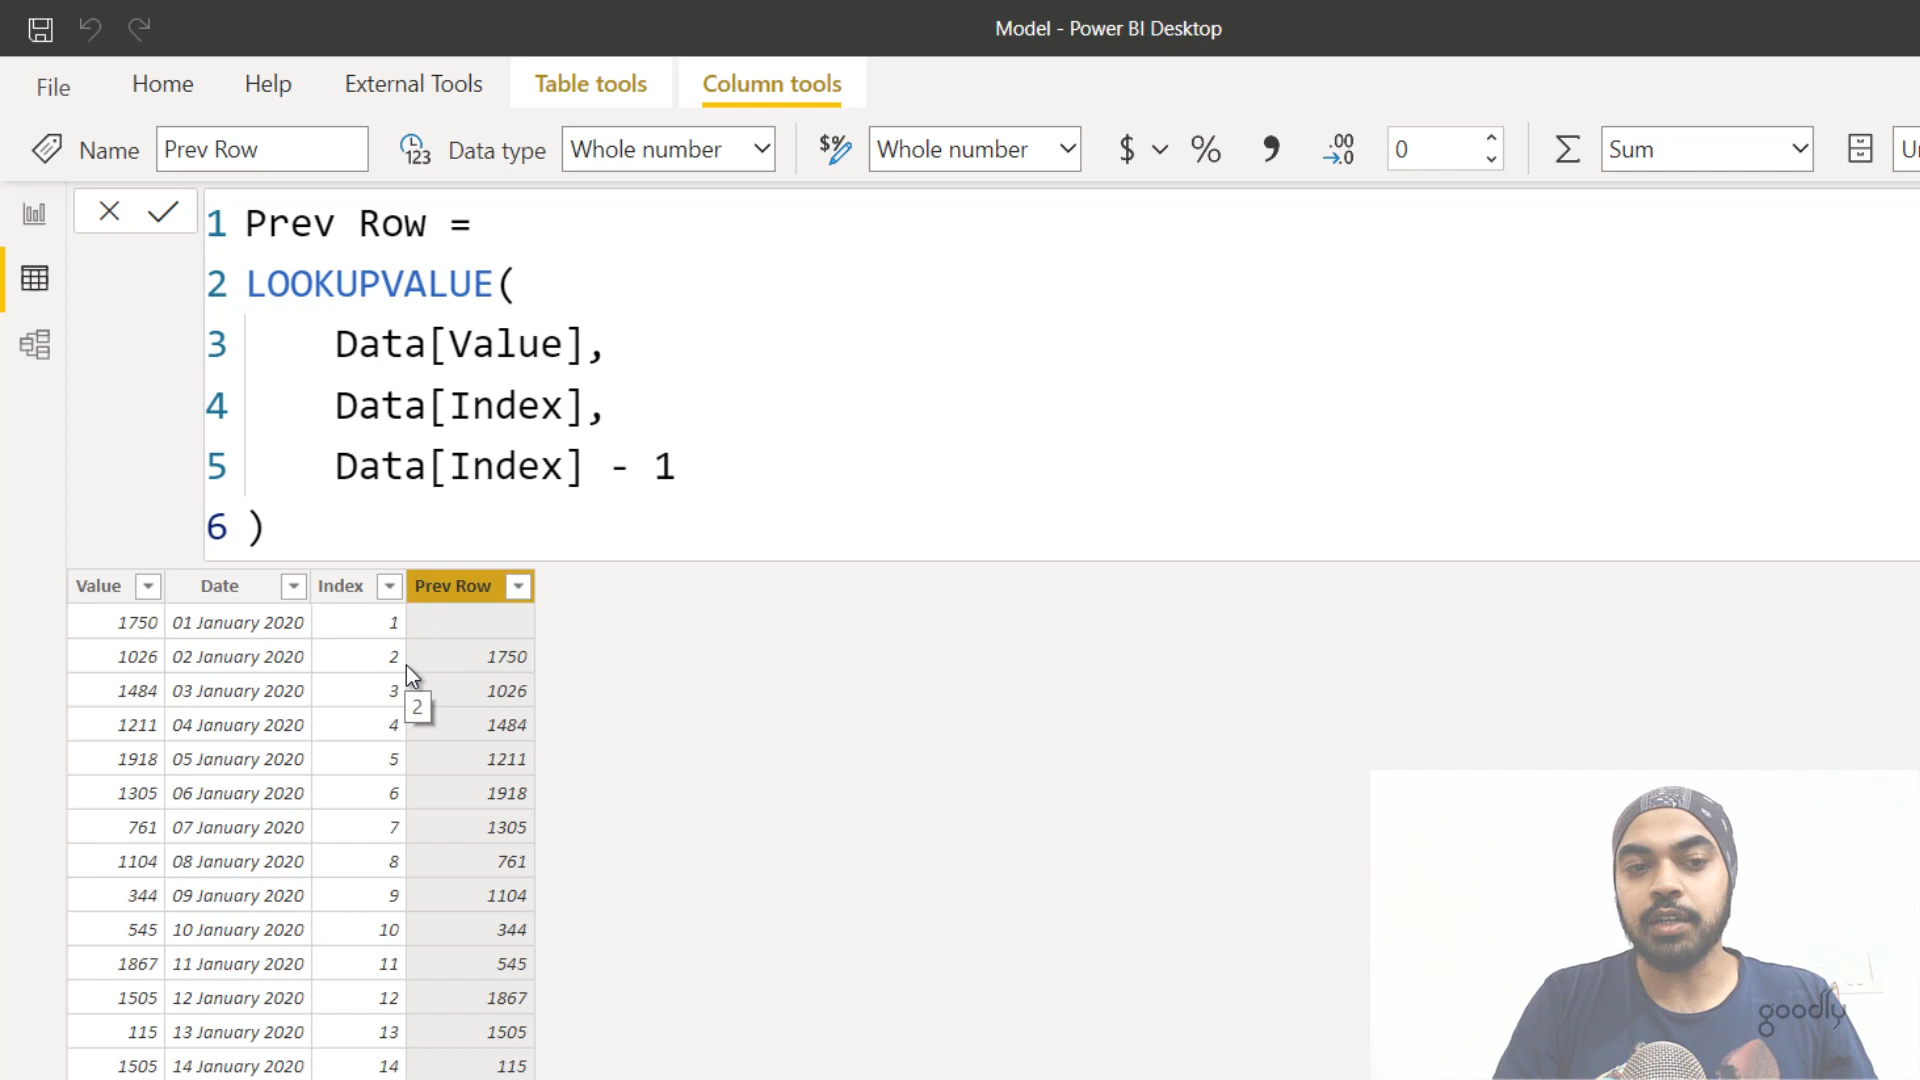 Model - Power BI Desktop
File Home Help External Tools Table tools Column tools
Name Prev Row 123 Data type Whole number $% Whole number $ % , .00 →.0 0 Σ Sum
1 Prev Row =
2 LOOKUPVALUE(
3 Data[Value],
4 Data[Index],
5 Data[Index] - 1
6 )
Value Date Index Prev Row
1750 01 January 2020 1
1026 02 January 2020 2 1750
1484 03 January 2020 3 1026
2
1211 04 January 2020 4 1484
1918 05 January 2020 5 1211
1305 06 January 2020 6 1918
761 07 January 2020 7 1305
1104 08 January 2020 8 761
344 09 January 2020 9 1104
545 10 January 2020 10 344
1867 11 January 2020 11 545
1505 12 January 2020 12 1867
115 13 January 2020 13 1505
1505 14 January 2020 14 115
goodly